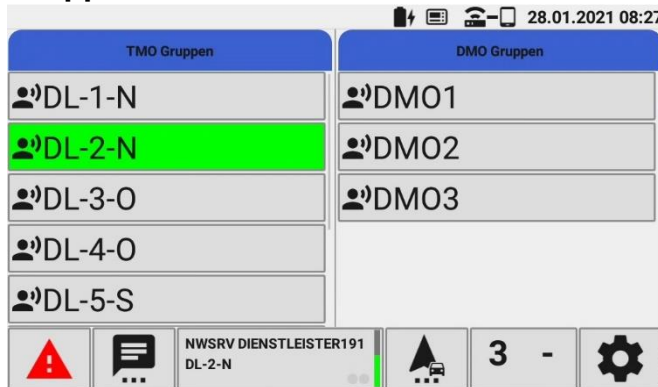 28.01.2021 08:27
TMO Gruppen
DL-1-N
DL-2-N
DL-3-O
DL-4-O
DL-5-S
DMO Gruppen
DMO1
DMO2
DMO3
NWSRV DIENSTLEISTER191
DL-2-N
3 -